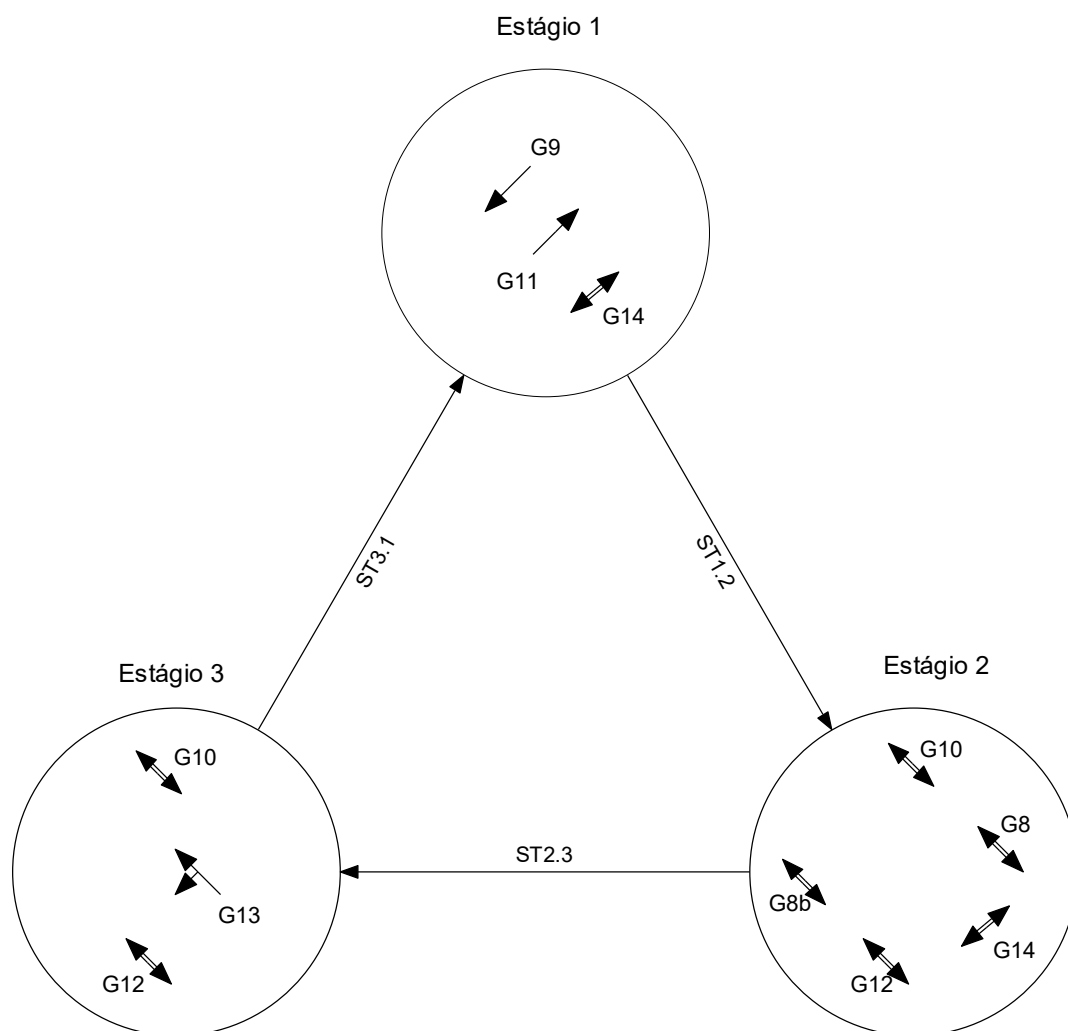 Estágio 1
G9
G11
G14
ST3.1
ST1.2
Estágio 3
Estágio 2
G10
G10
G8
ST2.3
G8b
G13
G14
G12
G12